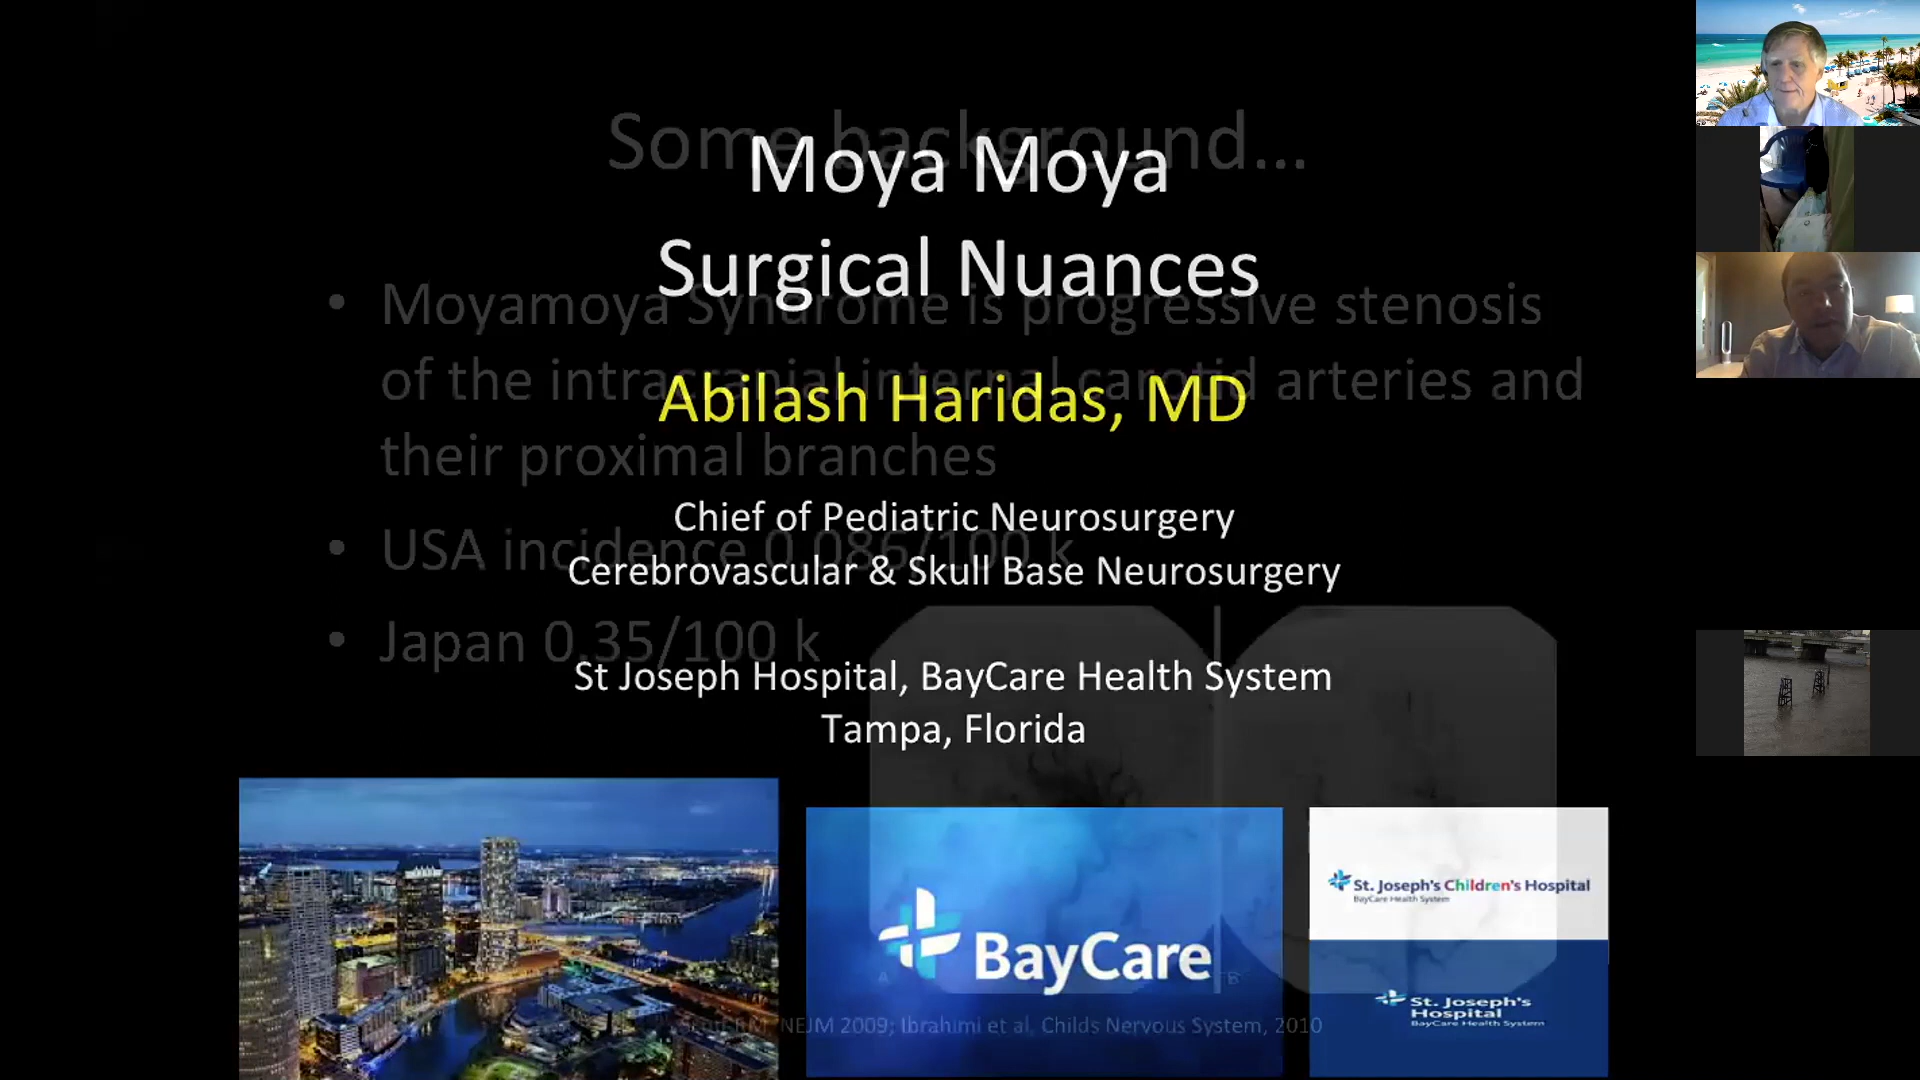 Some background...
Moya Moya
Surgical Nuances
• Moyamoya Syndrome is progressive stenosis
of the intracranial internal carotid arteries and
Abilash Haridas, MD
their proximal branches
Chief of Pediatric Neurosurgery
• USA incidence 0.086/100 k
Cerebrovascular & Skull Base Neurosurgery
• Japan 0.35/100 k
St Joseph Hospital, BayCare Health System
Tampa, Florida
BayCare
St. Joseph's Children's Hospital
BayCare Health System
St. Joseph's
Hospital
BayCare Health System
NEJM 2009; Ibrahimi et al, Childs Nervous System, 2010